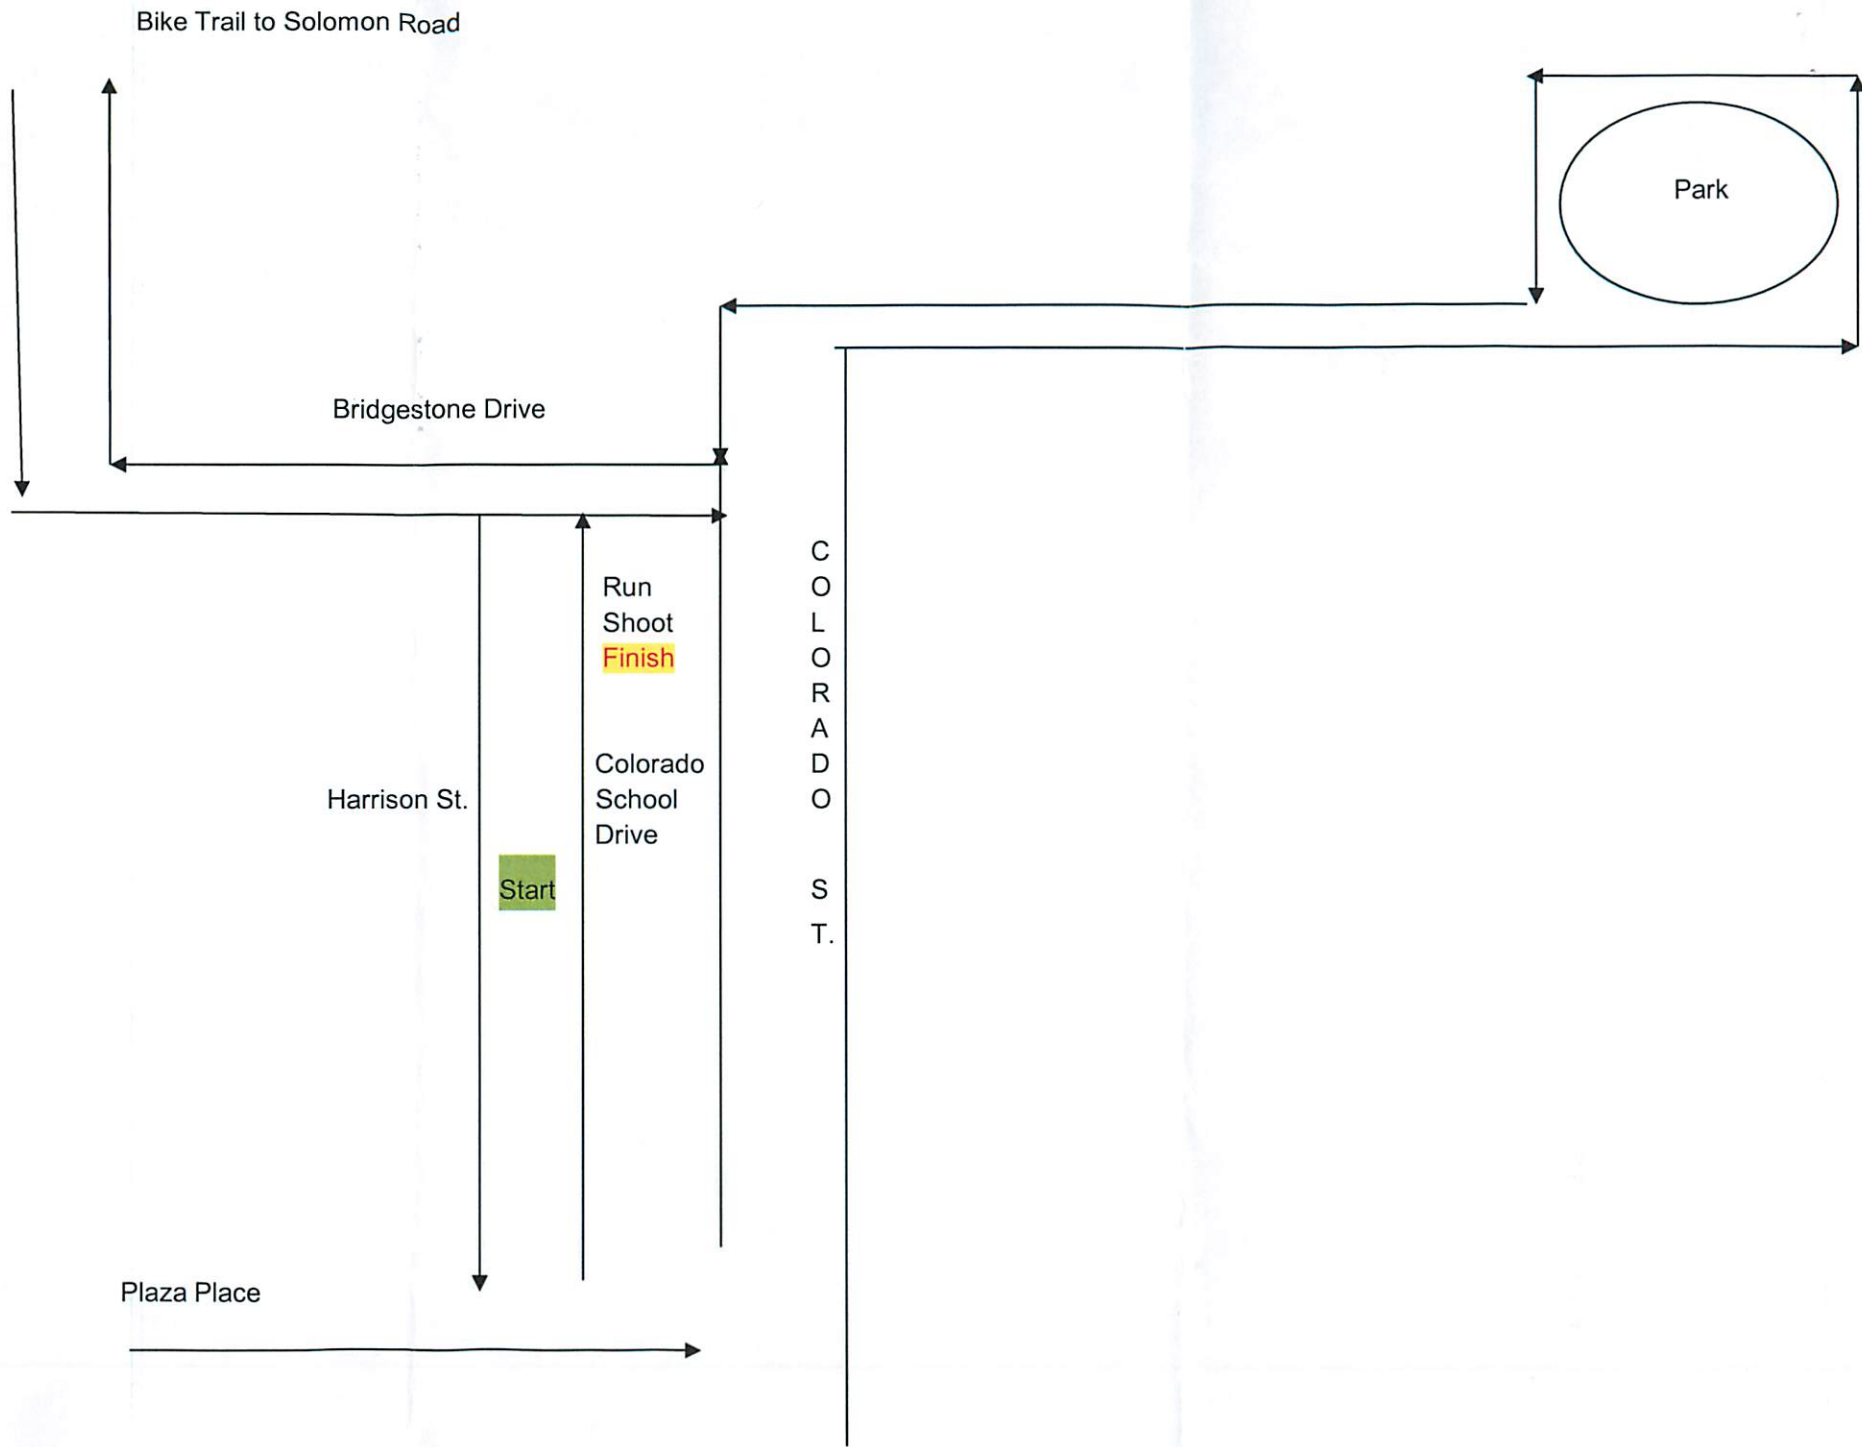 Bike Trail to Solomon Road
Park
Bridgestone Drive
Run
Shoot
Finish
C
O
L
O
R
A
D
O
S
T.
Colorado
School
Drive
Harrison St.
Start
Plaza Place